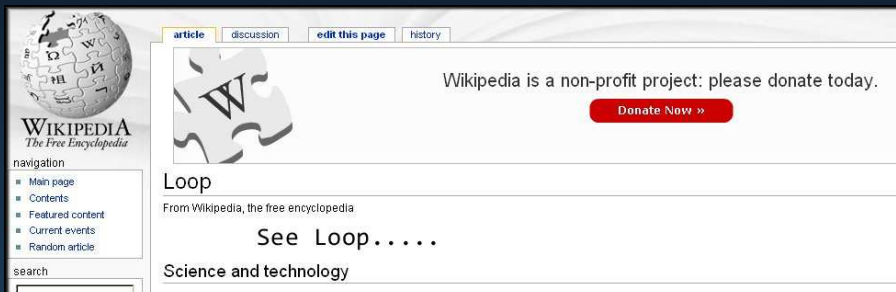 article discussion edit this page history
Wikipedia is a non-profit project: please donate today.
Donate Now »
W
WIKIPEDIA
The Free Encyclopedia
navigation
Main page
Contents
Featured content
Current events
Random article
search
Loop
From Wikipedia, the free encyclopedia
See Loop.....
Science and technology